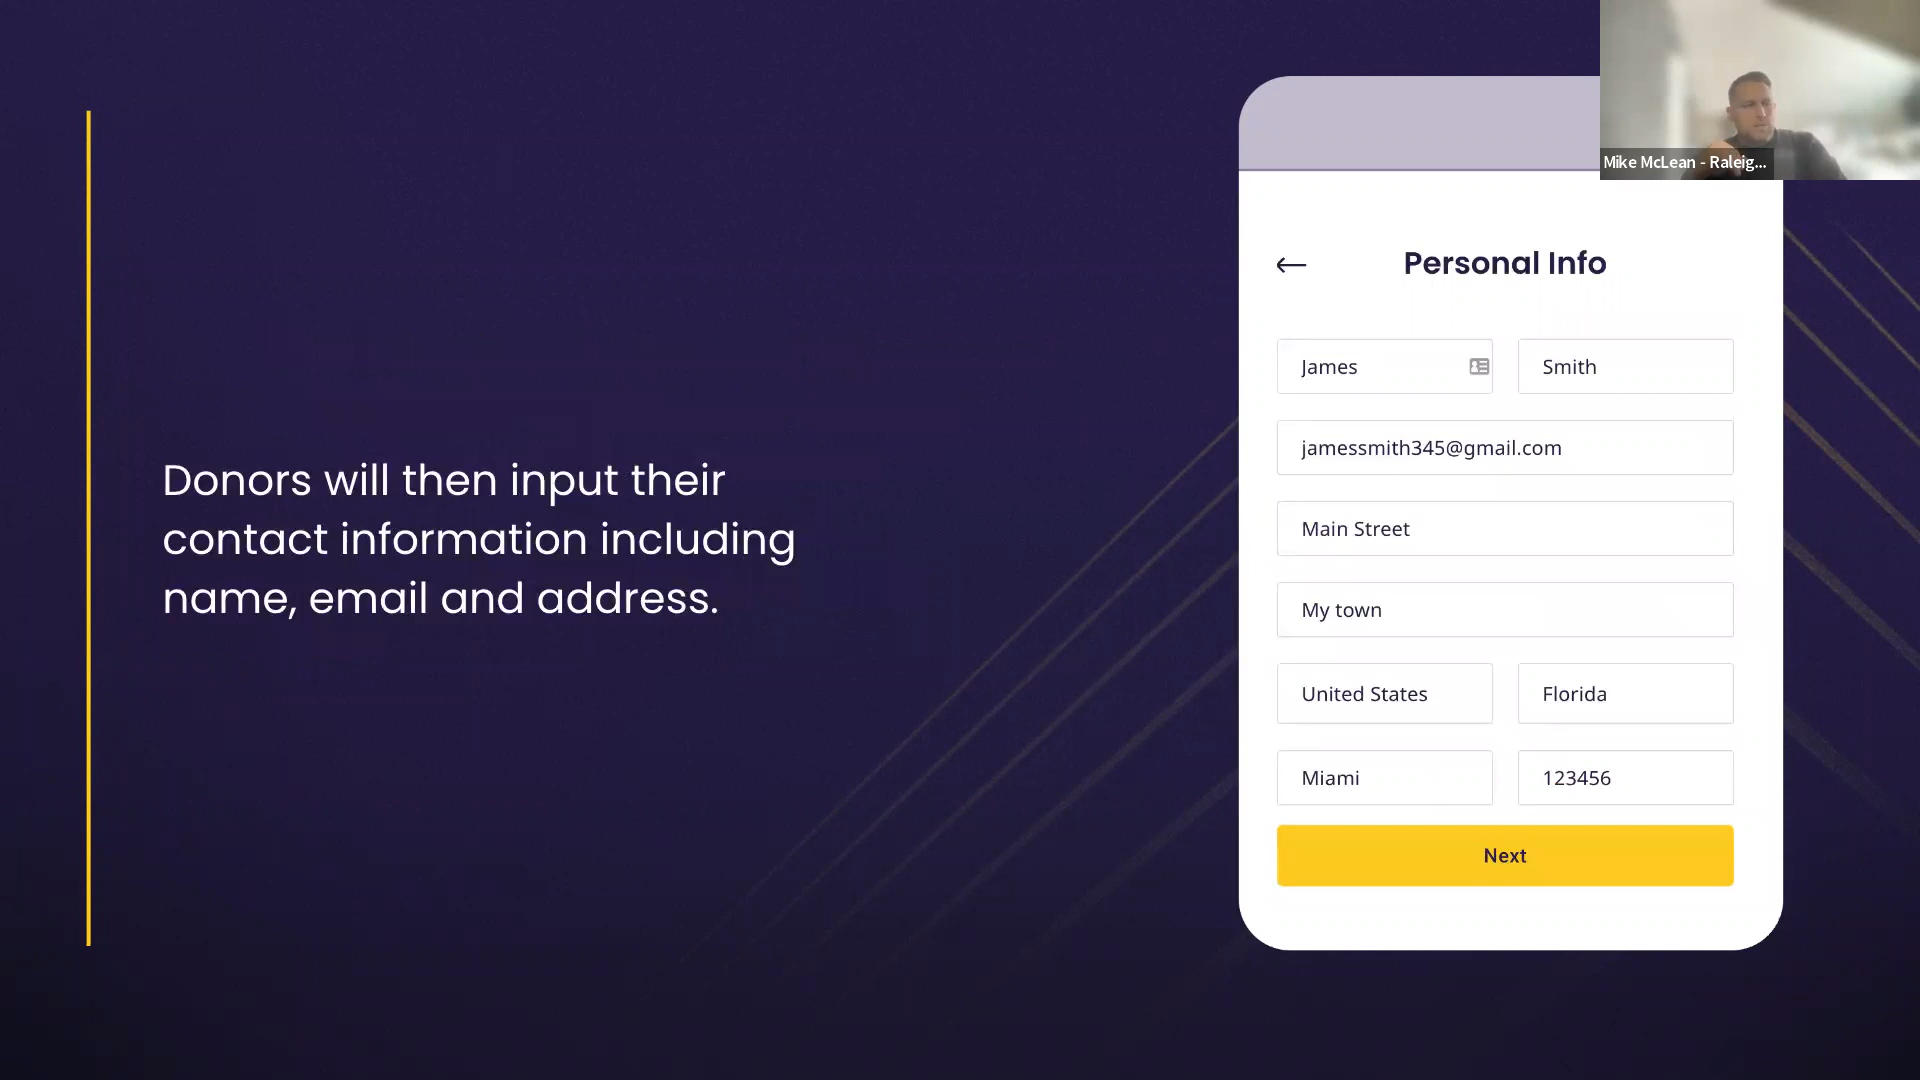 Mike McLean - Raleig...
Personal Info
James
Smith
jamessmith345@gmail.com
Main Street
My town
United States
Florida
Miami
123456
Next
Donors will then input their
contact information including
name, email and address.